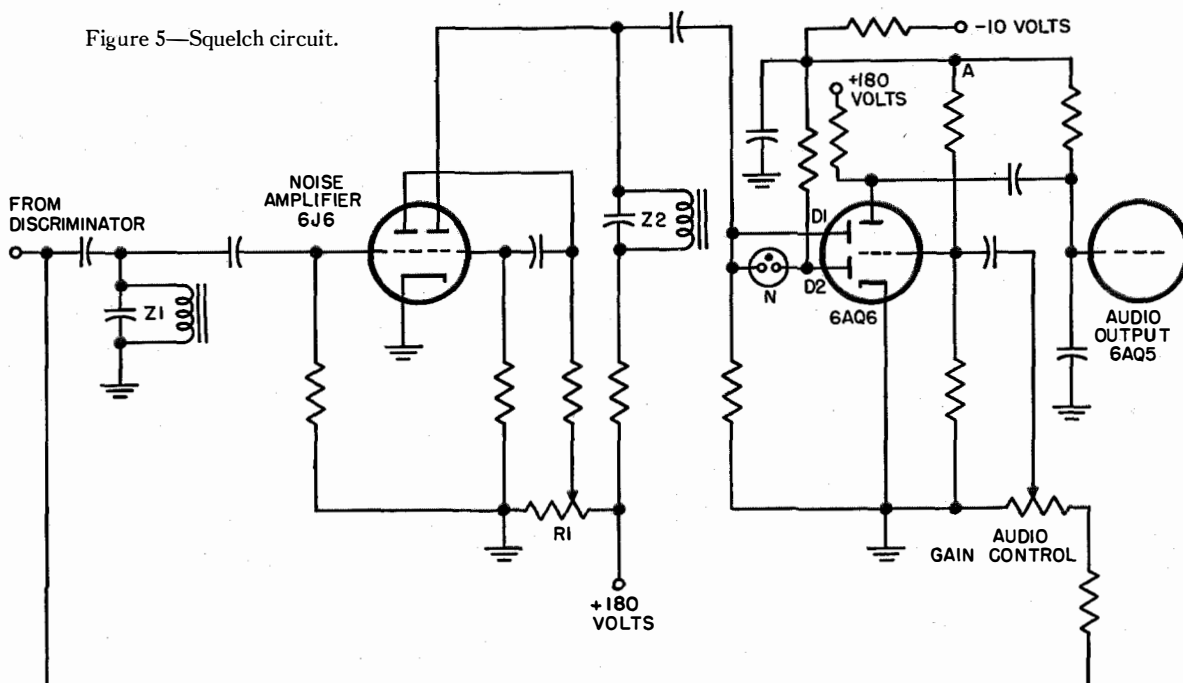 Figure 5—Squelch circuit.
-10 VOLTS
A
+180
VOLTS
FROM
DISCRIMINATOR
NOISE
AMPLIFIER
6J6
Z1
Z2
D1
N
D2
6AQ6
AUDIO
OUTPUT
6AQ5
R1
+180
VOLTS
AUDIO
GAIN CONTROL